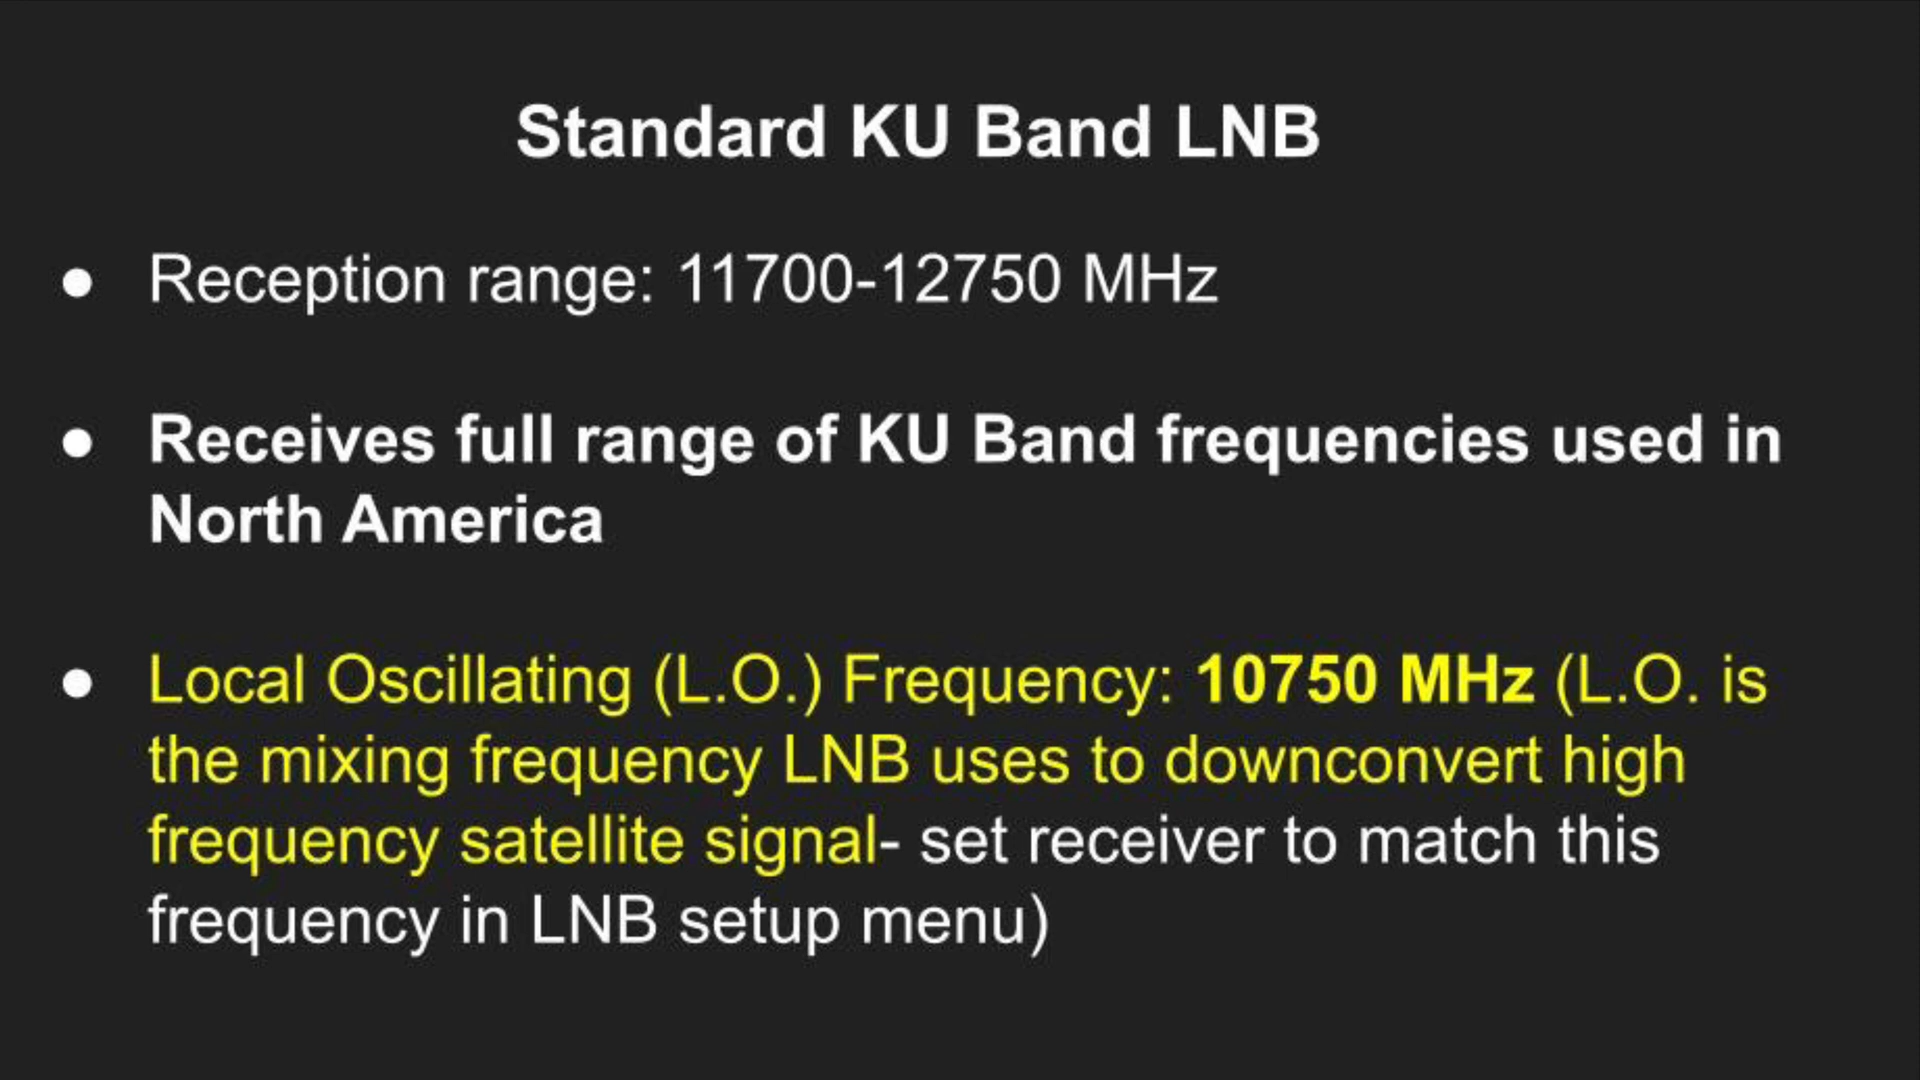 Standard KU Band LNB
● Reception range: 11700-12750 MHz
● Receives full range of KU Band frequencies used in
North America
● Local Oscillating (L.O.) Frequency: 10750 MHz (L.O. is
the mixing frequency LNB uses to downconvert high
frequency satellite signal- set receiver to match this
frequency in LNB setup menu)